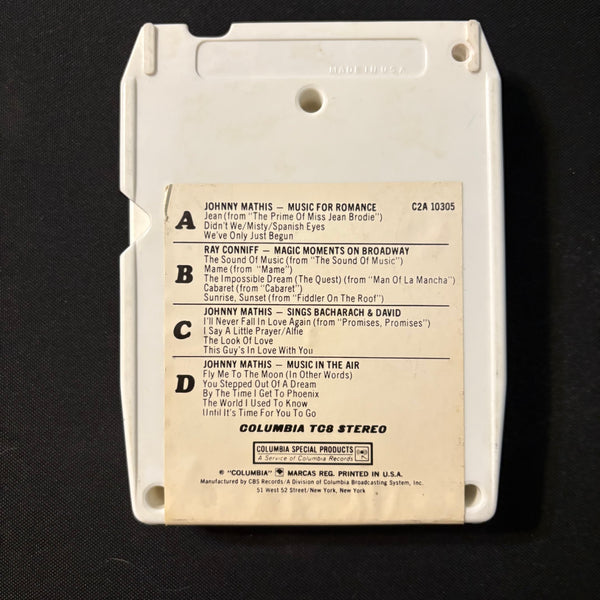 MADE IN USA
A
JOHNNY MATHIS — MUSIC FOR ROMANCE C2A 10305
Jean (from "The Prime Of Miss Jean Brodie")
Didn't We/Misty/Spanish Eyes
We've Only Just Begun
B
RAY CONNIFF — MAGIC MOMENTS ON BROADWAY
The Sound Of Music (from "The Sound Of Music")
Mame (from "Mame")
The Impossible Dream (The Quest) (from "Man Of La Mancha")
Cabaret (from "Cabaret")
Sunrise, Sunset (from "Fiddler On The Roof")
C
JOHNNY MATHIS — SINGS BACHARACH & DAVID
I'll Never Fall In Love Again (from "Promises, Promises")
I Say A Little Prayer/Alfie
The Look Of Love
This Guy's In Love With You
D
JOHNNY MATHIS — MUSIC IN THE AIR
Fly Me To The Moon (In Other Words)
You Stepped Out Of A Dream
By The Time I Get To Phoenix
The World I Used To Know
Until It's Time For You To Go
COLUMBIA TC8 STEREO
COLUMBIA SPECIAL PRODUCTS
A Service of Columbia Records
® "COLUMBIA" MARCAS REG. PRINTED IN U.S.A.
Manufactured by CBS Records/A Division of Columbia Broadcasting System, Inc.
51 West 52 Street/New York, New York